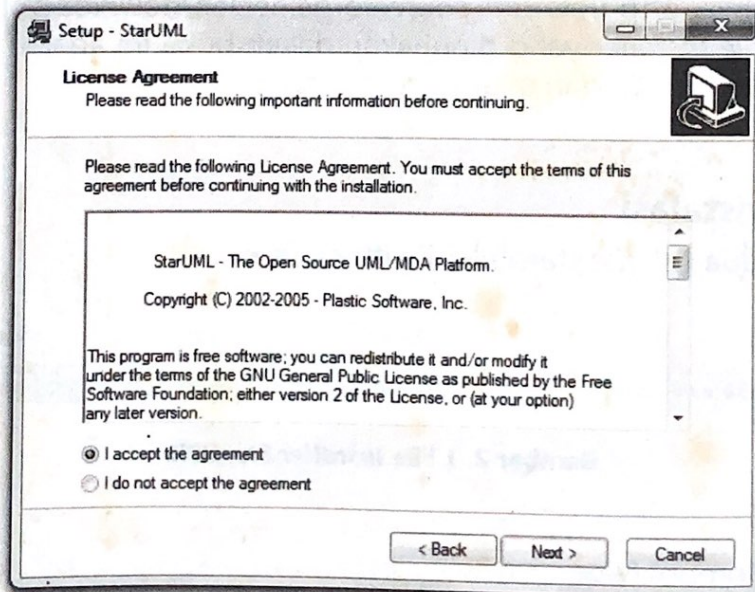 Setup - StarUML
License Agreement
Please read the following important information before continuing.
Please read the following License Agreement. You must accept the terms of this
agreement before continuing with the installation.
StarUML - The Open Source UML/MDA Platform.
Copyright (C) 2002-2005 - Plastic Software, Inc.
This program is free software; you can redistribute it and/or modify it
under the terms of the GNU General Public License as published by the Free
Software Foundation; either version 2 of the License, or (at your option)
any later version.
I accept the agreement
I do not accept the agreement
< Back Next > Cancel